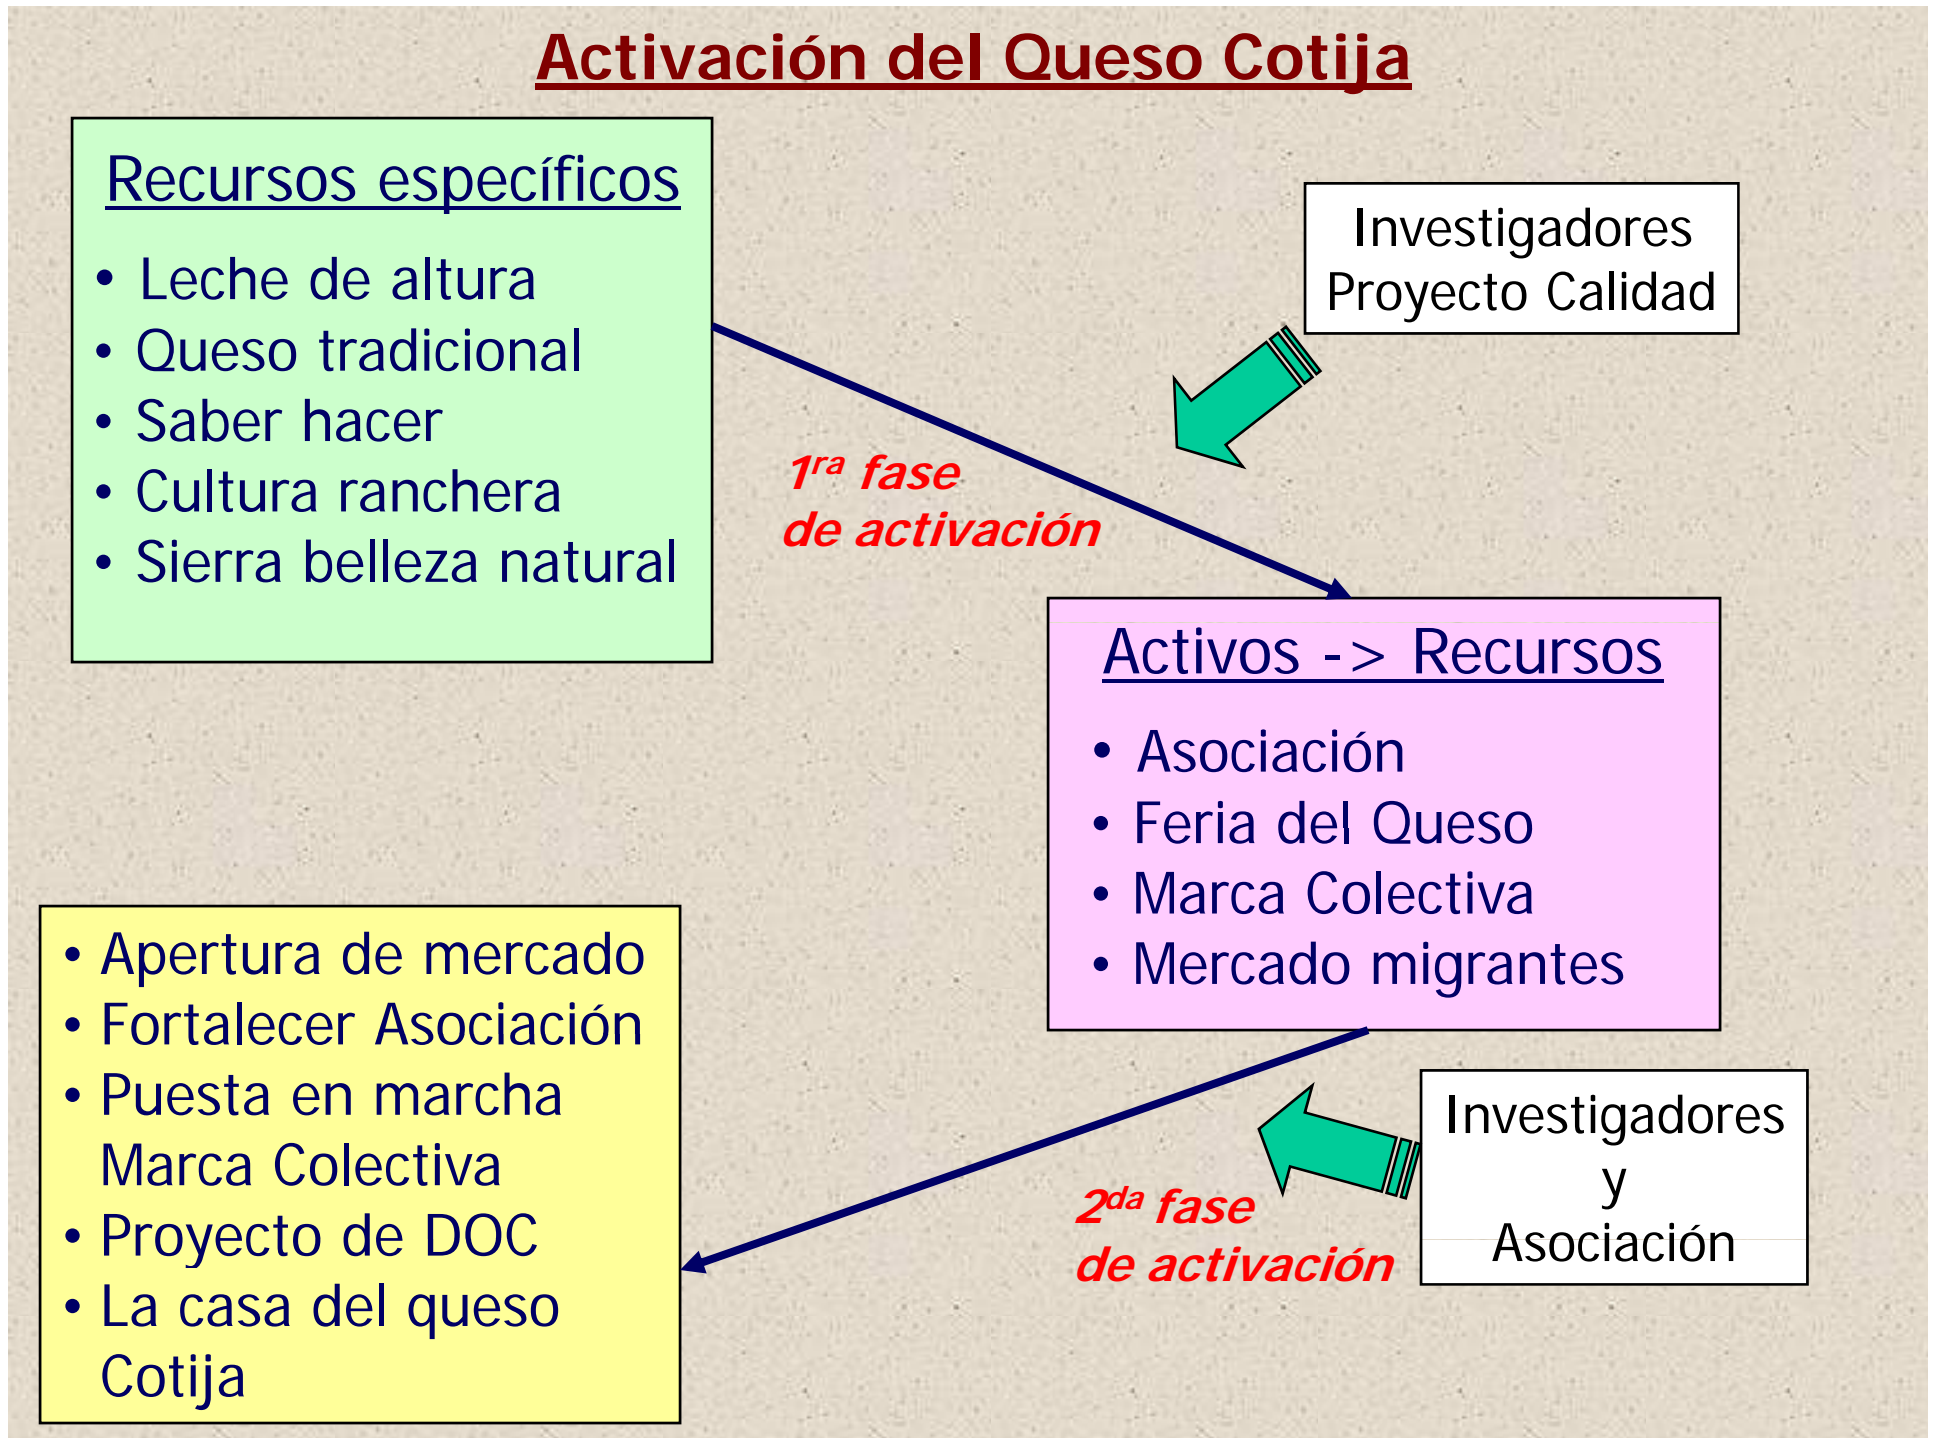 Activación del Queso Cotija
Recursos específicos
• Leche de altura
• Queso tradicional
• Saber hacer
• Cultura ranchera
• Sierra belleza natural
Investigadores
Proyecto Calidad
1ra fase
de activación
Activos -> Recursos
• Asociación
• Feria del Queso
• Marca Colectiva
• Mercado migrantes
Investigadores
y
Asociación
2da fase
de activación
• Apertura de mercado
• Fortalecer Asociación
• Puesta en marcha
Marca Colectiva
• Proyecto de DOC
• La casa del queso
Cotija